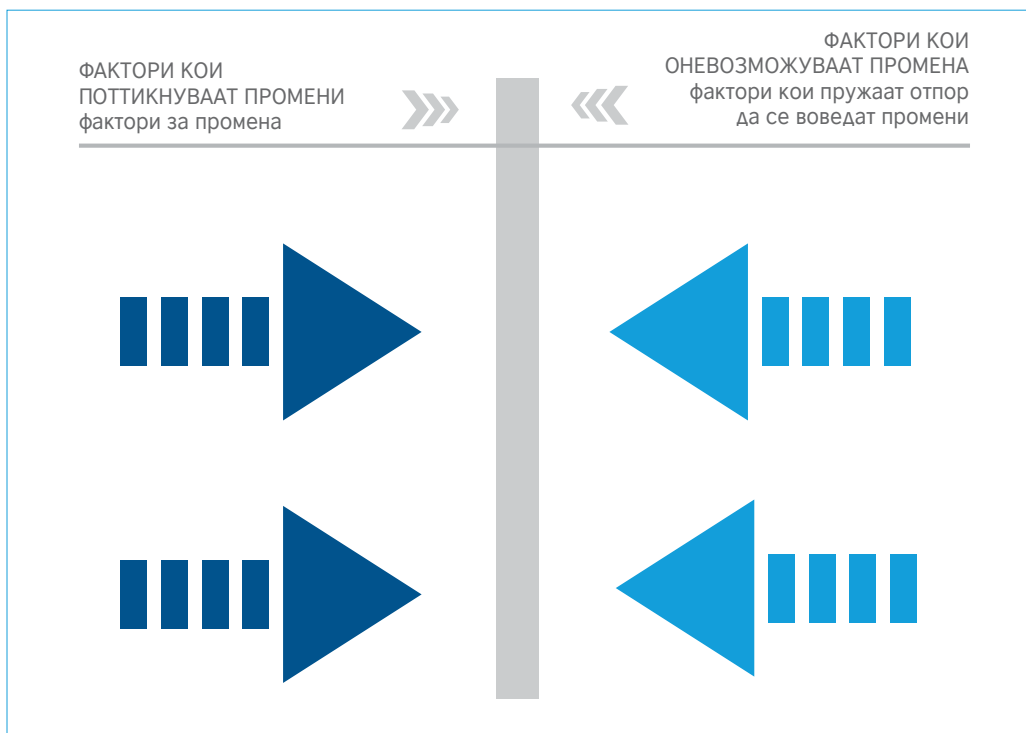 ФАКТОРИ КОИ
ПОТТИКНУВААТ ПРОМЕНИ
фактори за промена
ФАКТОРИ КОИ
ОНЕВОЗМОЖУВААТ ПРОМЕНА
фактори кои пружаат отпор
да се воведат промени